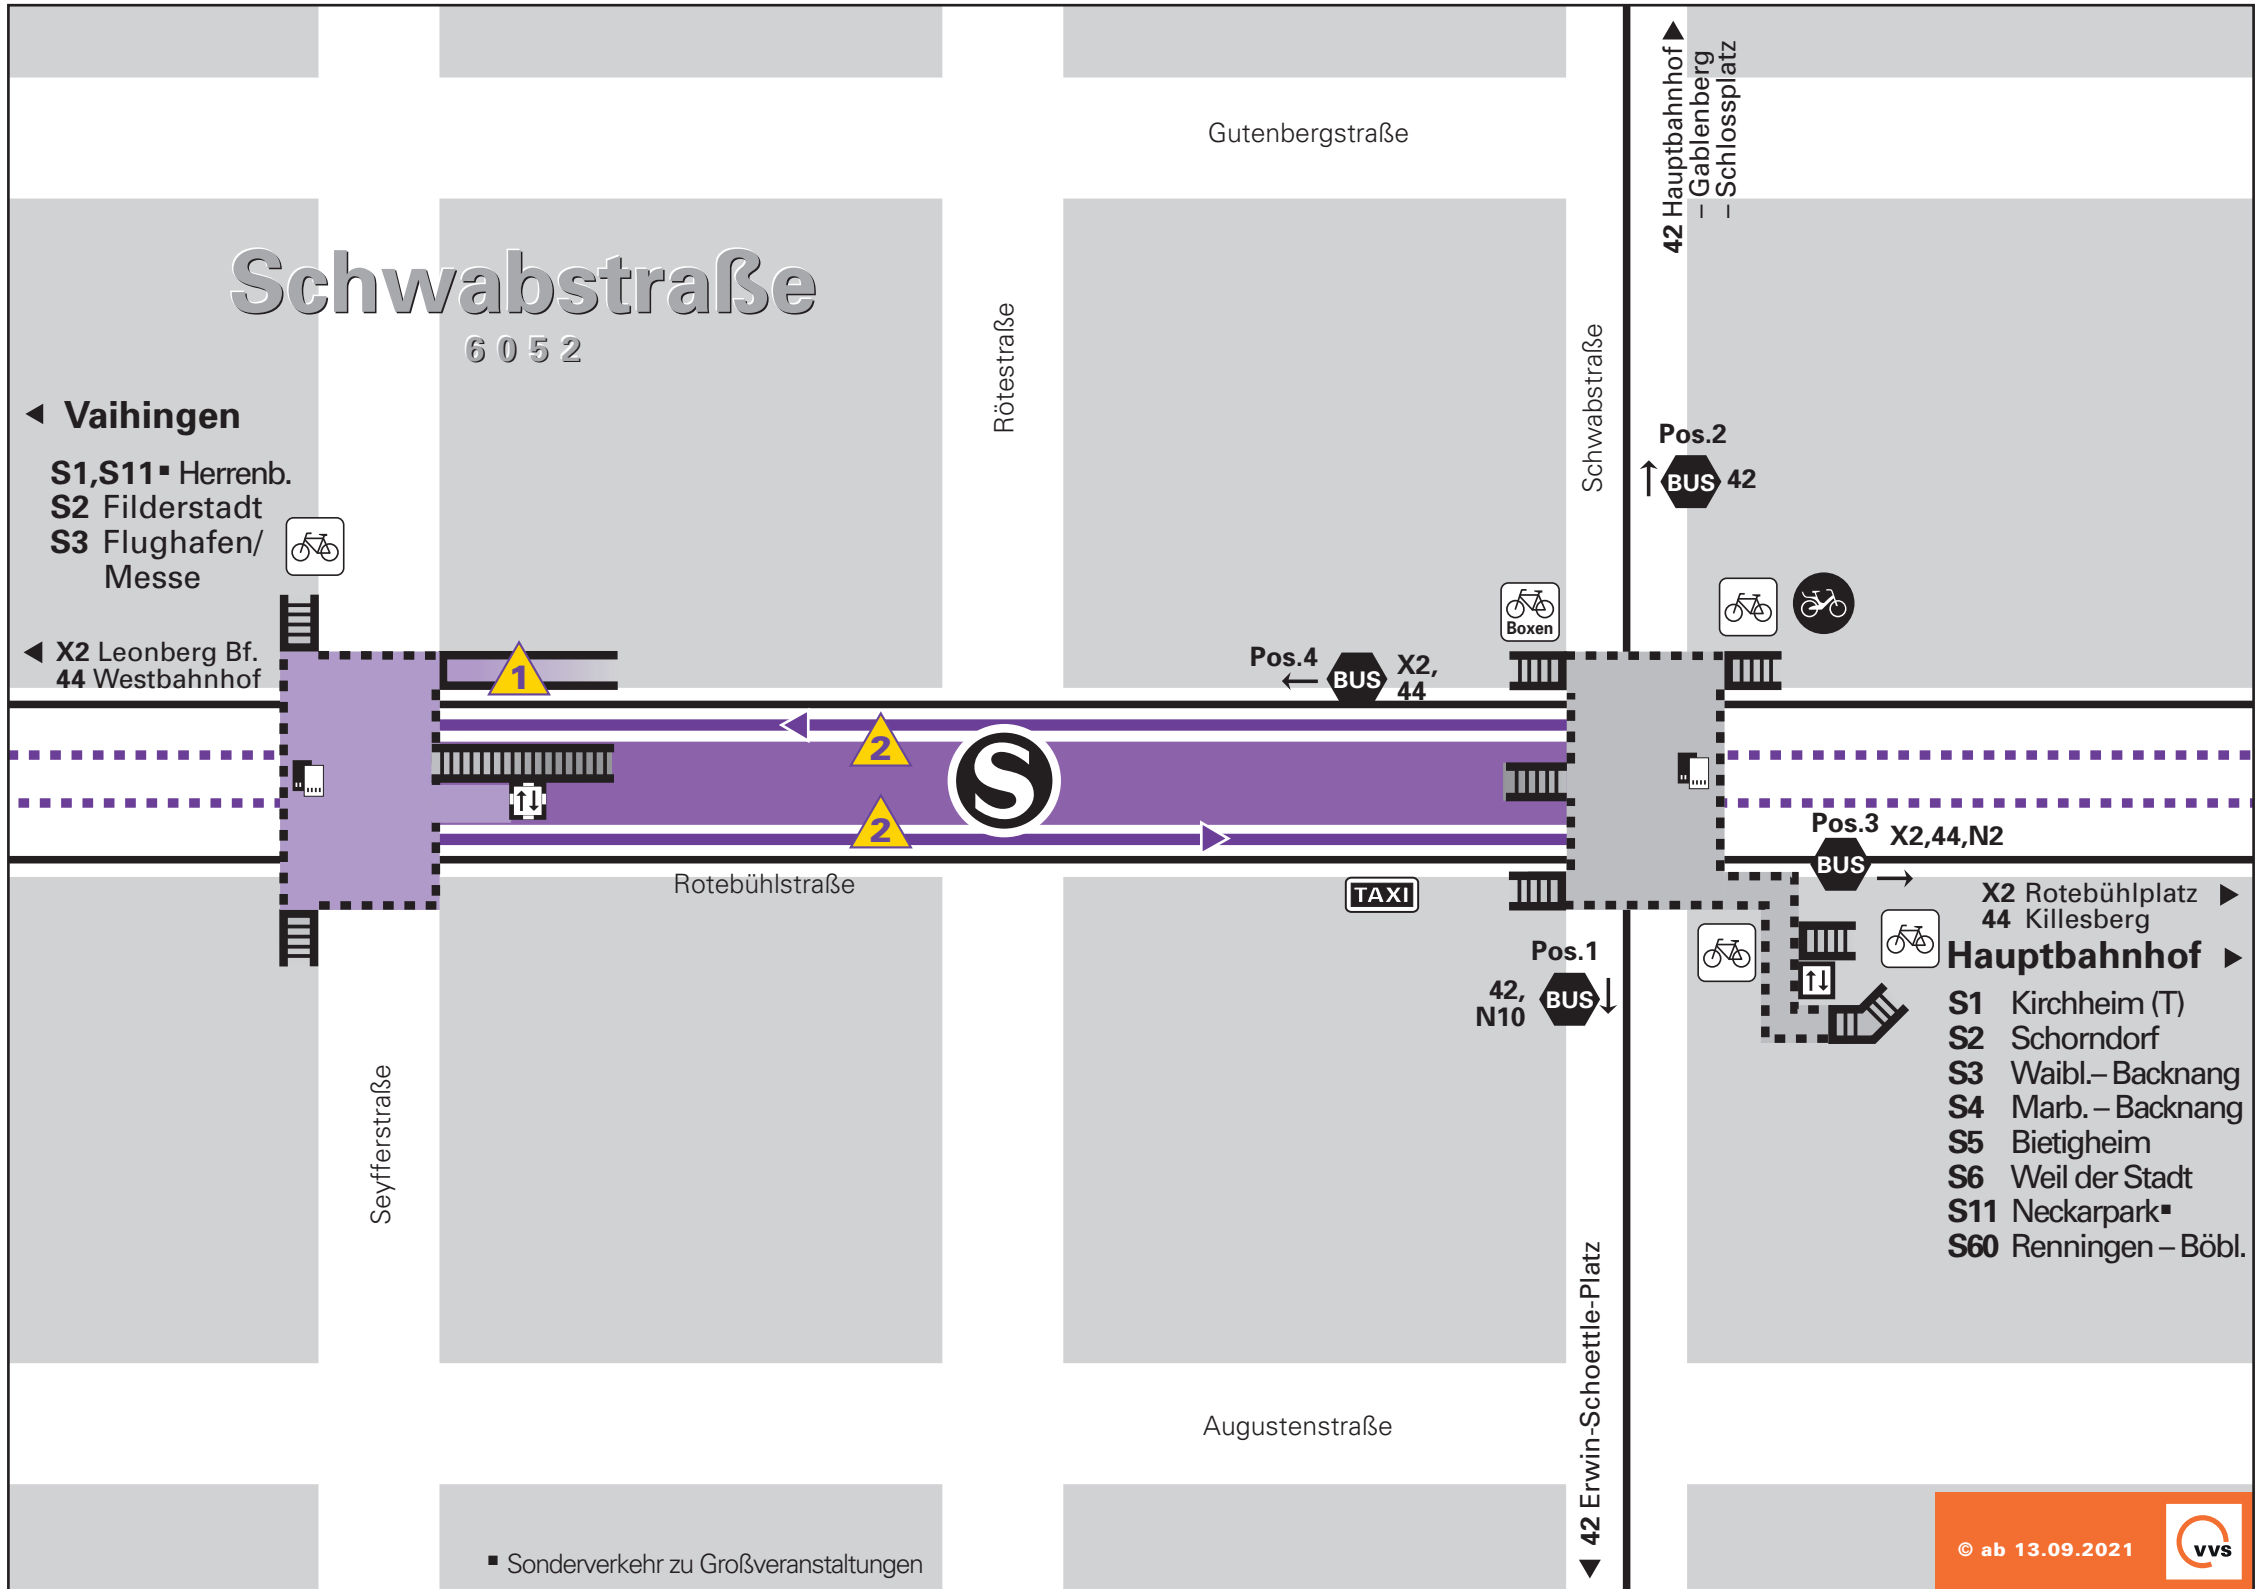 42 Hauptbahnhof
– Gablenberg
– Schlossplatz
Gutenbergstraße
Schwabstraße
6052
Rötestraße
Schwabstraße
Vaihingen
S1,S11▪ Herrenb.
S2 Filderstadt
S3 Flughafen/
Messe
X2 Leonberg Bf.
44 Westbahnhof
Pos.2
BUS 42
Boxen
Pos.4
BUS
X2,
44
1
2
S
2
Rotebühlstraße
TAXI
Pos.3
BUS
X2,44,N2
X2 Rotebühlplatz
44 Killesberg
Hauptbahnhof
S1 Kirchheim (T)
S2 Schorndorf
S3 Waibl.– Backnang
S4 Marb. – Backnang
S5 Bietigheim
S6 Weil der Stadt
S11 Neckarpark▪
S60 Renningen – Böbl.
Pos.1
42,
N10
BUS
Seyfferstraße
42 Erwin-Schoettle-Platz
Augustenstraße
▪ Sonderverkehr zu Großveranstaltungen
© ab 13.09.2021
vvs